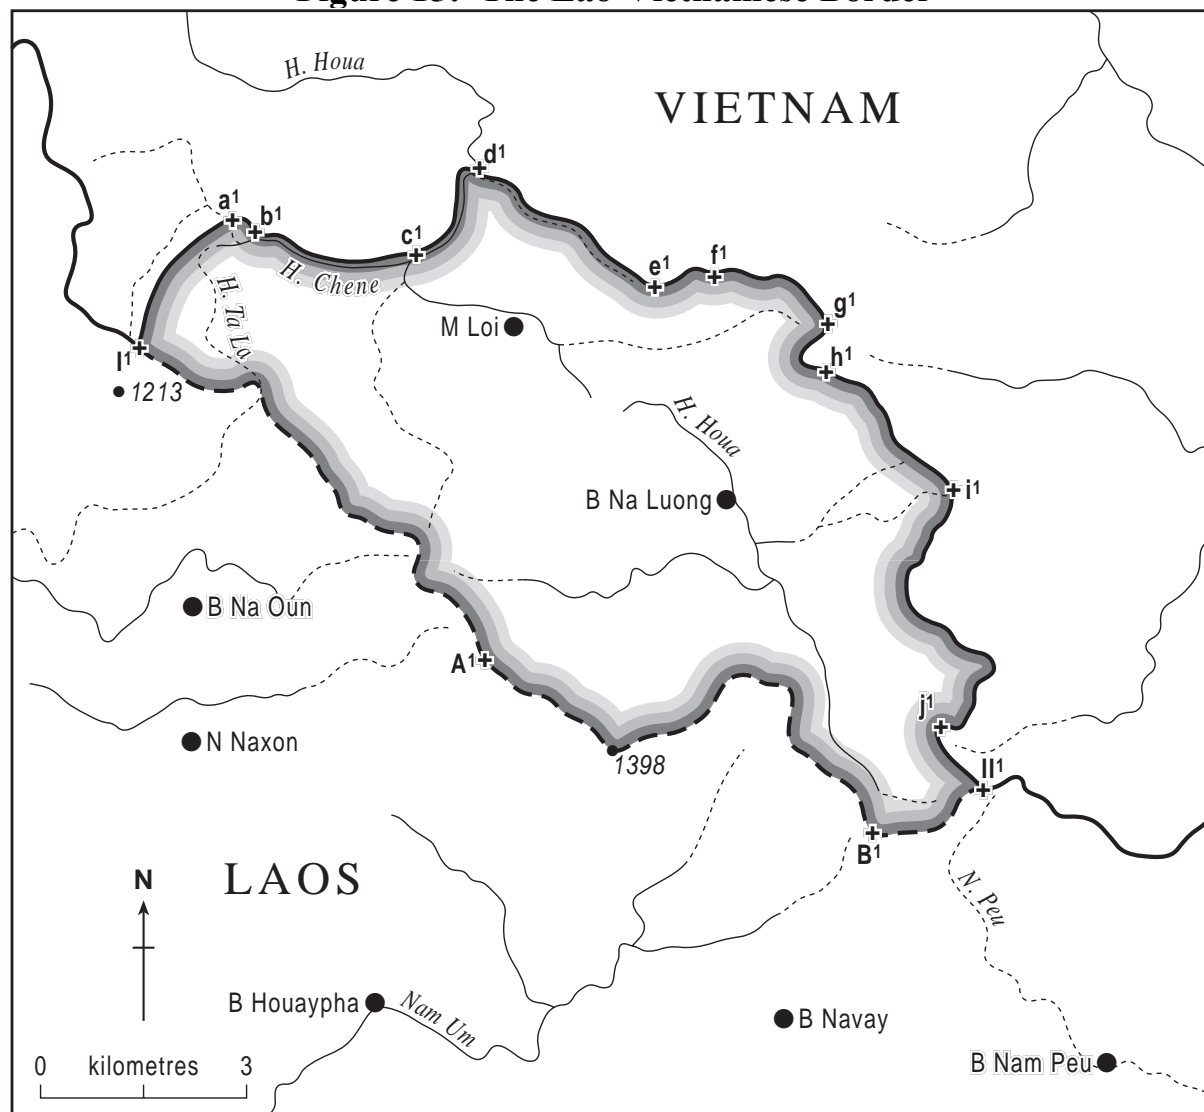 Figure 13: The Lao-Vietnamese Border
H. Houa
VIETNAM
d¹
a¹
b¹
c¹
H. Chene
e¹
f¹
H. Ta La
g¹
M Loi
I¹
h¹
1213
H. Houa
B Na Luong
i¹
B Na Oun
A¹
j¹
N Naxon
1398
II¹
B¹
LAOS
N
N. Peu
B Houaypha
Nam Um
B Navay
0 kilometres 3
B Nam Peu